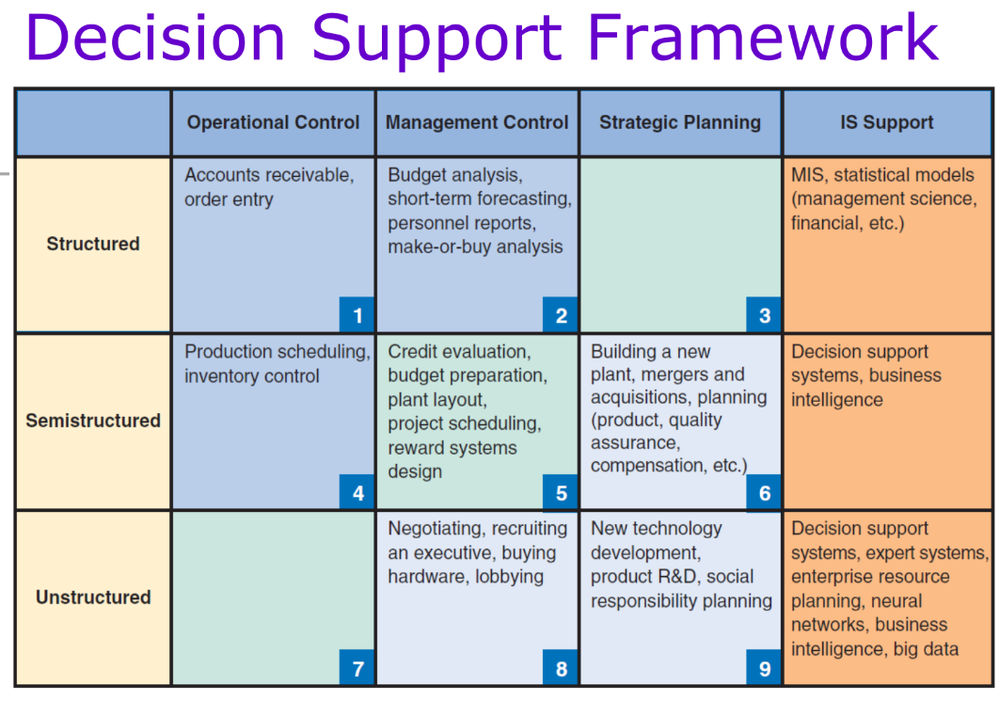 Decision Support Framework
Operational Control
Management Control
Strategic Planning
IS Support
Structured
Accounts receivable,
order entry
1
Budget analysis,
short-term forecasting,
personnel reports,
make-or-buy analysis
2
3
MIS, statistical models
(management science,
financial, etc.)
Semistructured
Production scheduling,
inventory control
4
Credit evaluation,
budget preparation,
plant layout,
project scheduling,
reward systems
design
5
Building a new
plant, mergers and
acquisitions, planning
(product, quality
assurance,
compensation, etc.)
6
Decision support
systems, business
intelligence
Unstructured
7
Negotiating, recruiting
an executive, buying
hardware, lobbying
8
New technology
development,
product R&D, social
responsibility planning
9
Decision support
systems, expert systems,
enterprise resource
planning, neural
networks, business
intelligence, big data